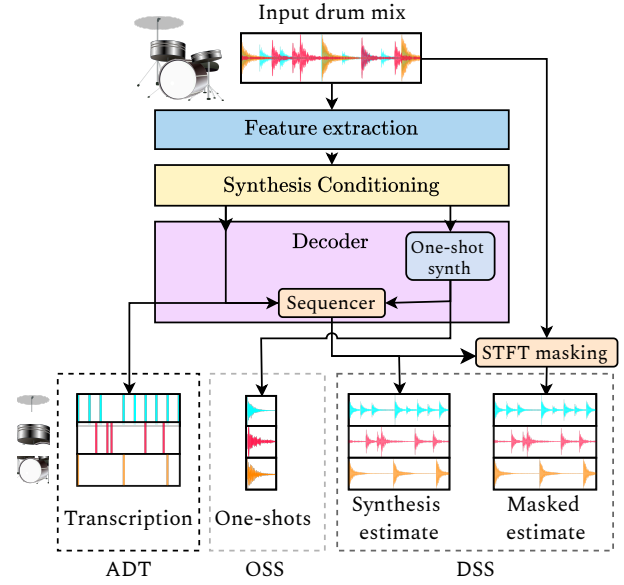 Input drum mix
Feature extraction
Synthesis Conditioning
Decoder
One-shot
synth
Sequencer
STFT masking
Transcription
One-shots
Synthesis
estimate
Masked
estimate
ADT
OSS
DSS